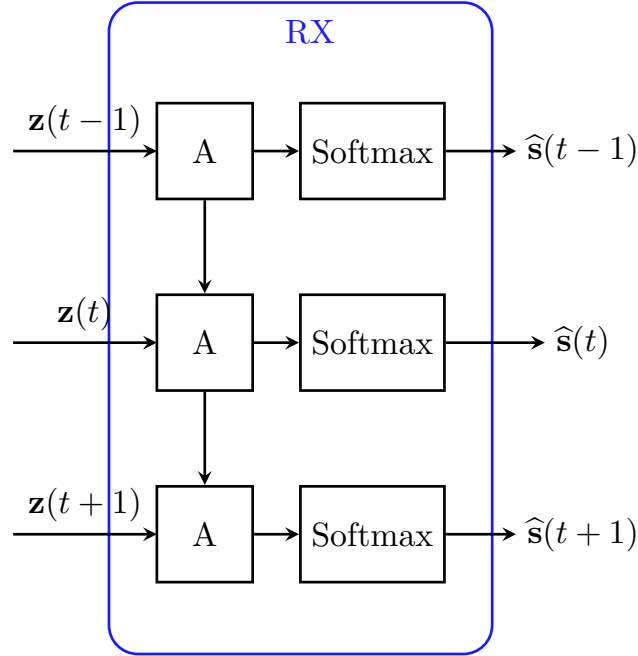 RX
𝐳(t − 1) A Softmax ŝ(t − 1)
𝐳(t) A Softmax ŝ(t)
𝐳(t + 1) A Softmax ŝ(t + 1)